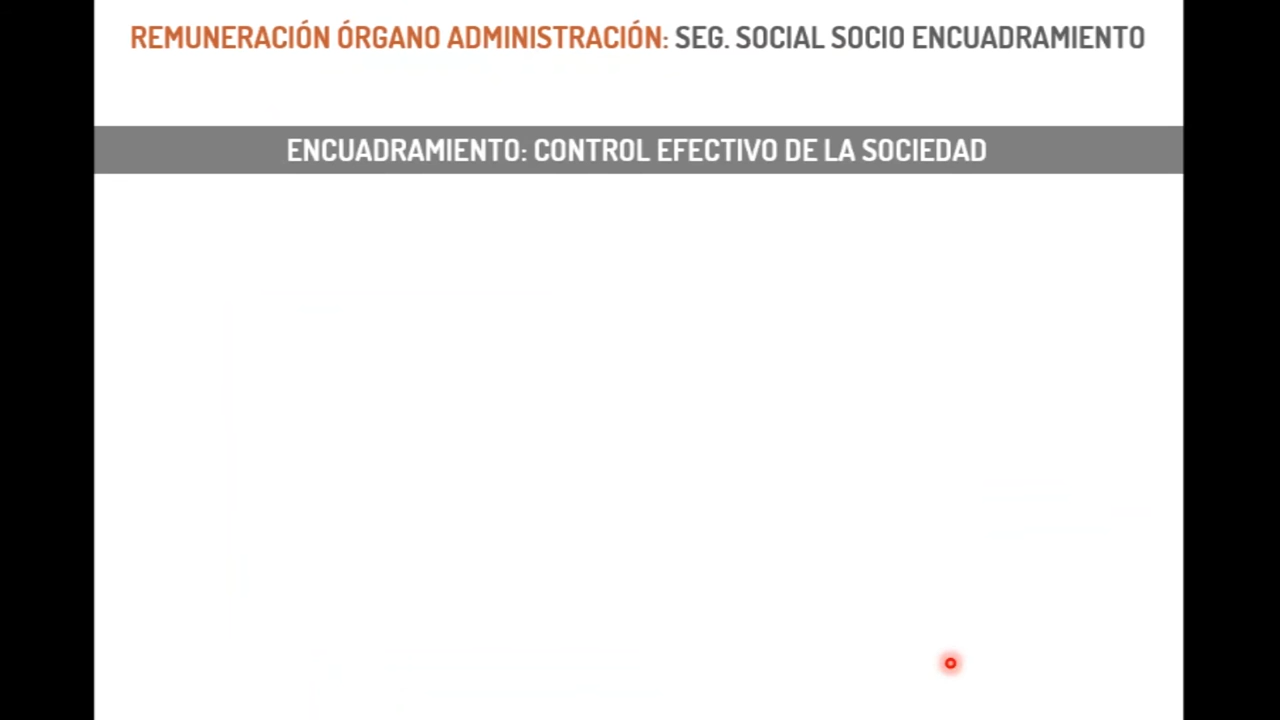 REMUNERACIÓN ÓRGANO ADMINISTRACIÓN: SEG. SOCIAL SOCIO ENCUADRAMIENTO
ENCUADRAMIENTO: CONTROL EFECTIVO DE LA SOCIEDAD